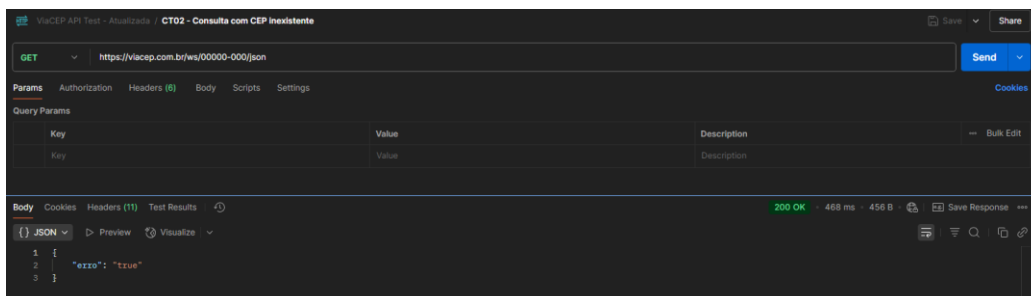 ViaCEP API Test - Atualizada / CT02 - Consulta com CEP inexistente Save Share
GET https://viacep.com.br/ws/00000-000/json Send
Params Authorization Headers (6) Body Scripts Settings Cookies
Query Params
Key Value Description Bulk Edit
Key Value Description
Body Cookies Headers (11) Test Results 200 OK 468 ms 456 B Save Response
{} JSON Preview Visualize
1 {
2 "erro": "true"
3 }